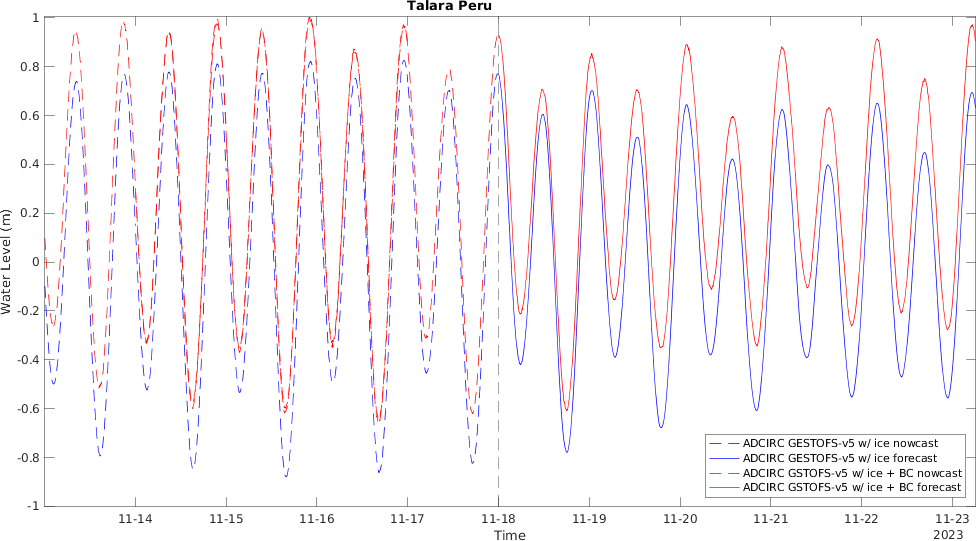 Talara Peru
1
0.8
0.6
0.4
0.2
0
-0.2
-0.4
-0.6
-0.8
-1
Water Level (m)
ADCIRC GESTOFS-v5 w/ ice nowcast
ADCIRC GESTOFS-v5 w/ ice forecast
ADCIRC GSTOFS-v5 w/ ice + BC nowcast
ADCIRC GSTOFS-v5 w/ ice + BC forecast
11-14 11-15 11-16 11-17 11-18 11-19 11-20 11-21 11-22 11-23
Time 2023